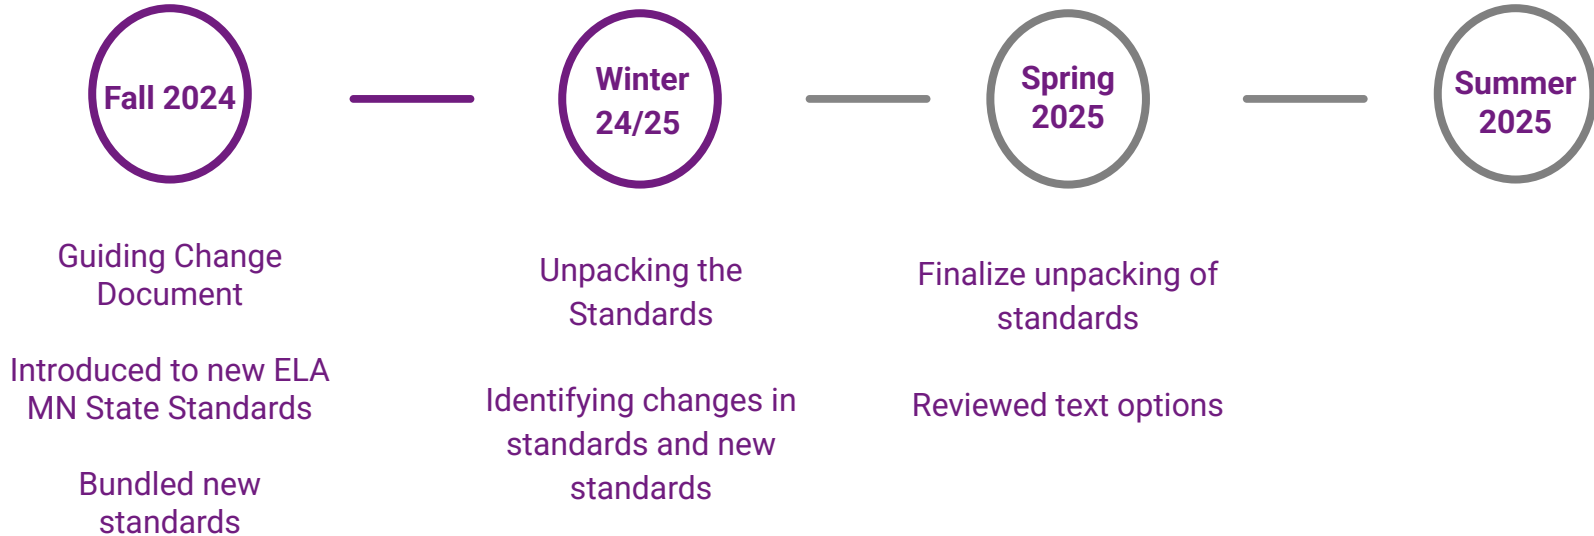 Fall 2024
Winter
24/25
Spring
2025
Summer
2025
Guiding Change
Document
Introduced to new ELA
MN State Standards
Bundled new
standards
Unpacking the
Standards
Identifying changes in
standards and new
standards
Finalize unpacking of
standards
Reviewed text options